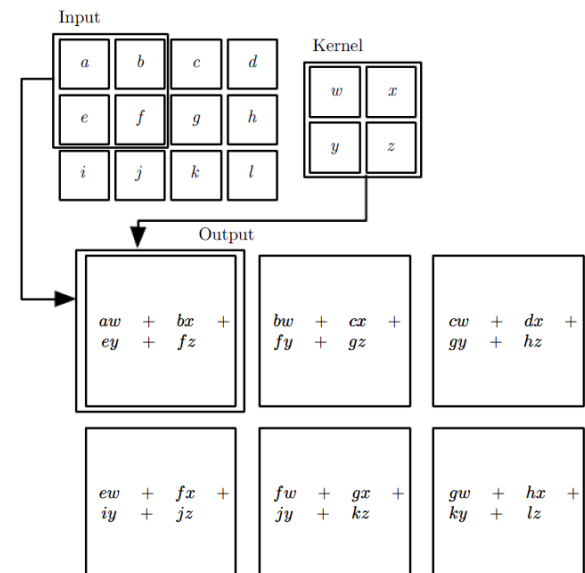 Input
a b c d
e f g h
i j k l
Kernel
w x
y z
Output
aw + bx +
ey + fz
bw + cx +
fy + gz
cw + dx +
gy + hz
ew + fx +
iy + jz
fw + gx +
jy + kz
gw + hx +
ky + lz